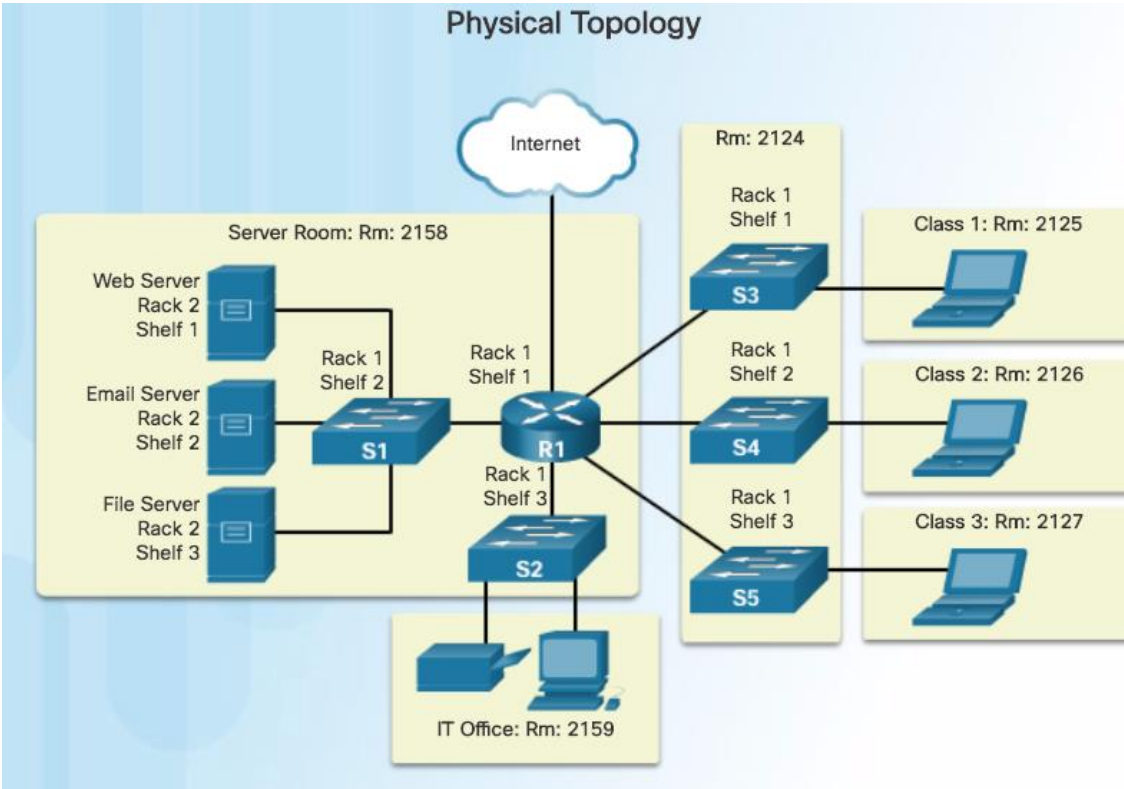 Physical Topology
Internet
Server Room: Rm: 2158
Web Server
Rack 2
Shelf 1
Email Server
Rack 2
Shelf 2
File Server
Rack 2
Shelf 3
Rack 1
Shelf 2
S1
Rack 1
Shelf 1
R1
Rack 1
Shelf 3
S2
IT Office: Rm: 2159
Rm: 2124
Rack 1
Shelf 1
S3
Rack 1
Shelf 2
S4
Rack 1
Shelf 3
S5
Class 1: Rm: 2125
Class 2: Rm: 2126
Class 3: Rm: 2127